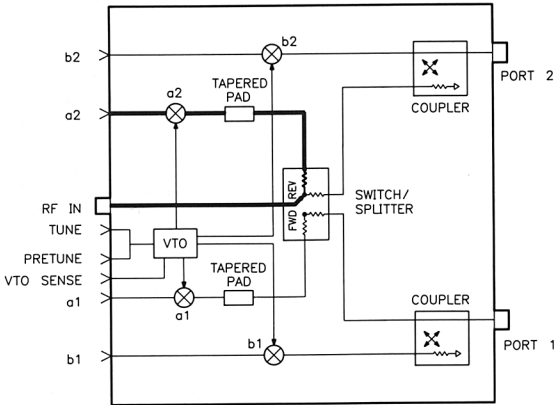 b2
b2
PORT 2
TAPERED
PAD
a2
a2
COUPLER
REV
SWITCH/
SPLITTER
RF IN
FWD
TUNE
VTO
PRETUNE
VTO SENSE
TAPERED
PAD
a1
a1
COUPLER
b1
b1
PORT 1